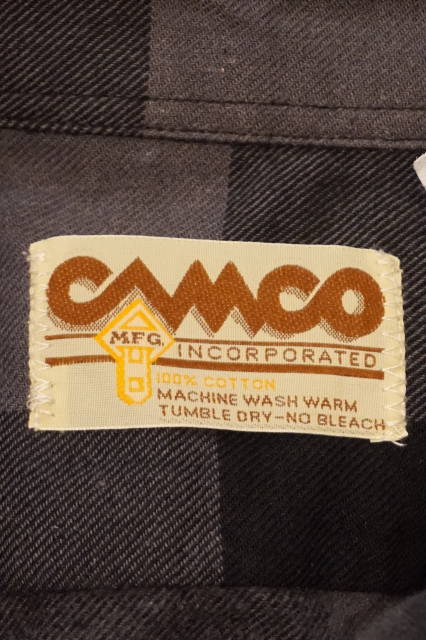 CAMCO
MFG.
INCORPORATED
100% COTTON
MACHINE WASH WARM
TUMBLE DRY-NO BLEACH